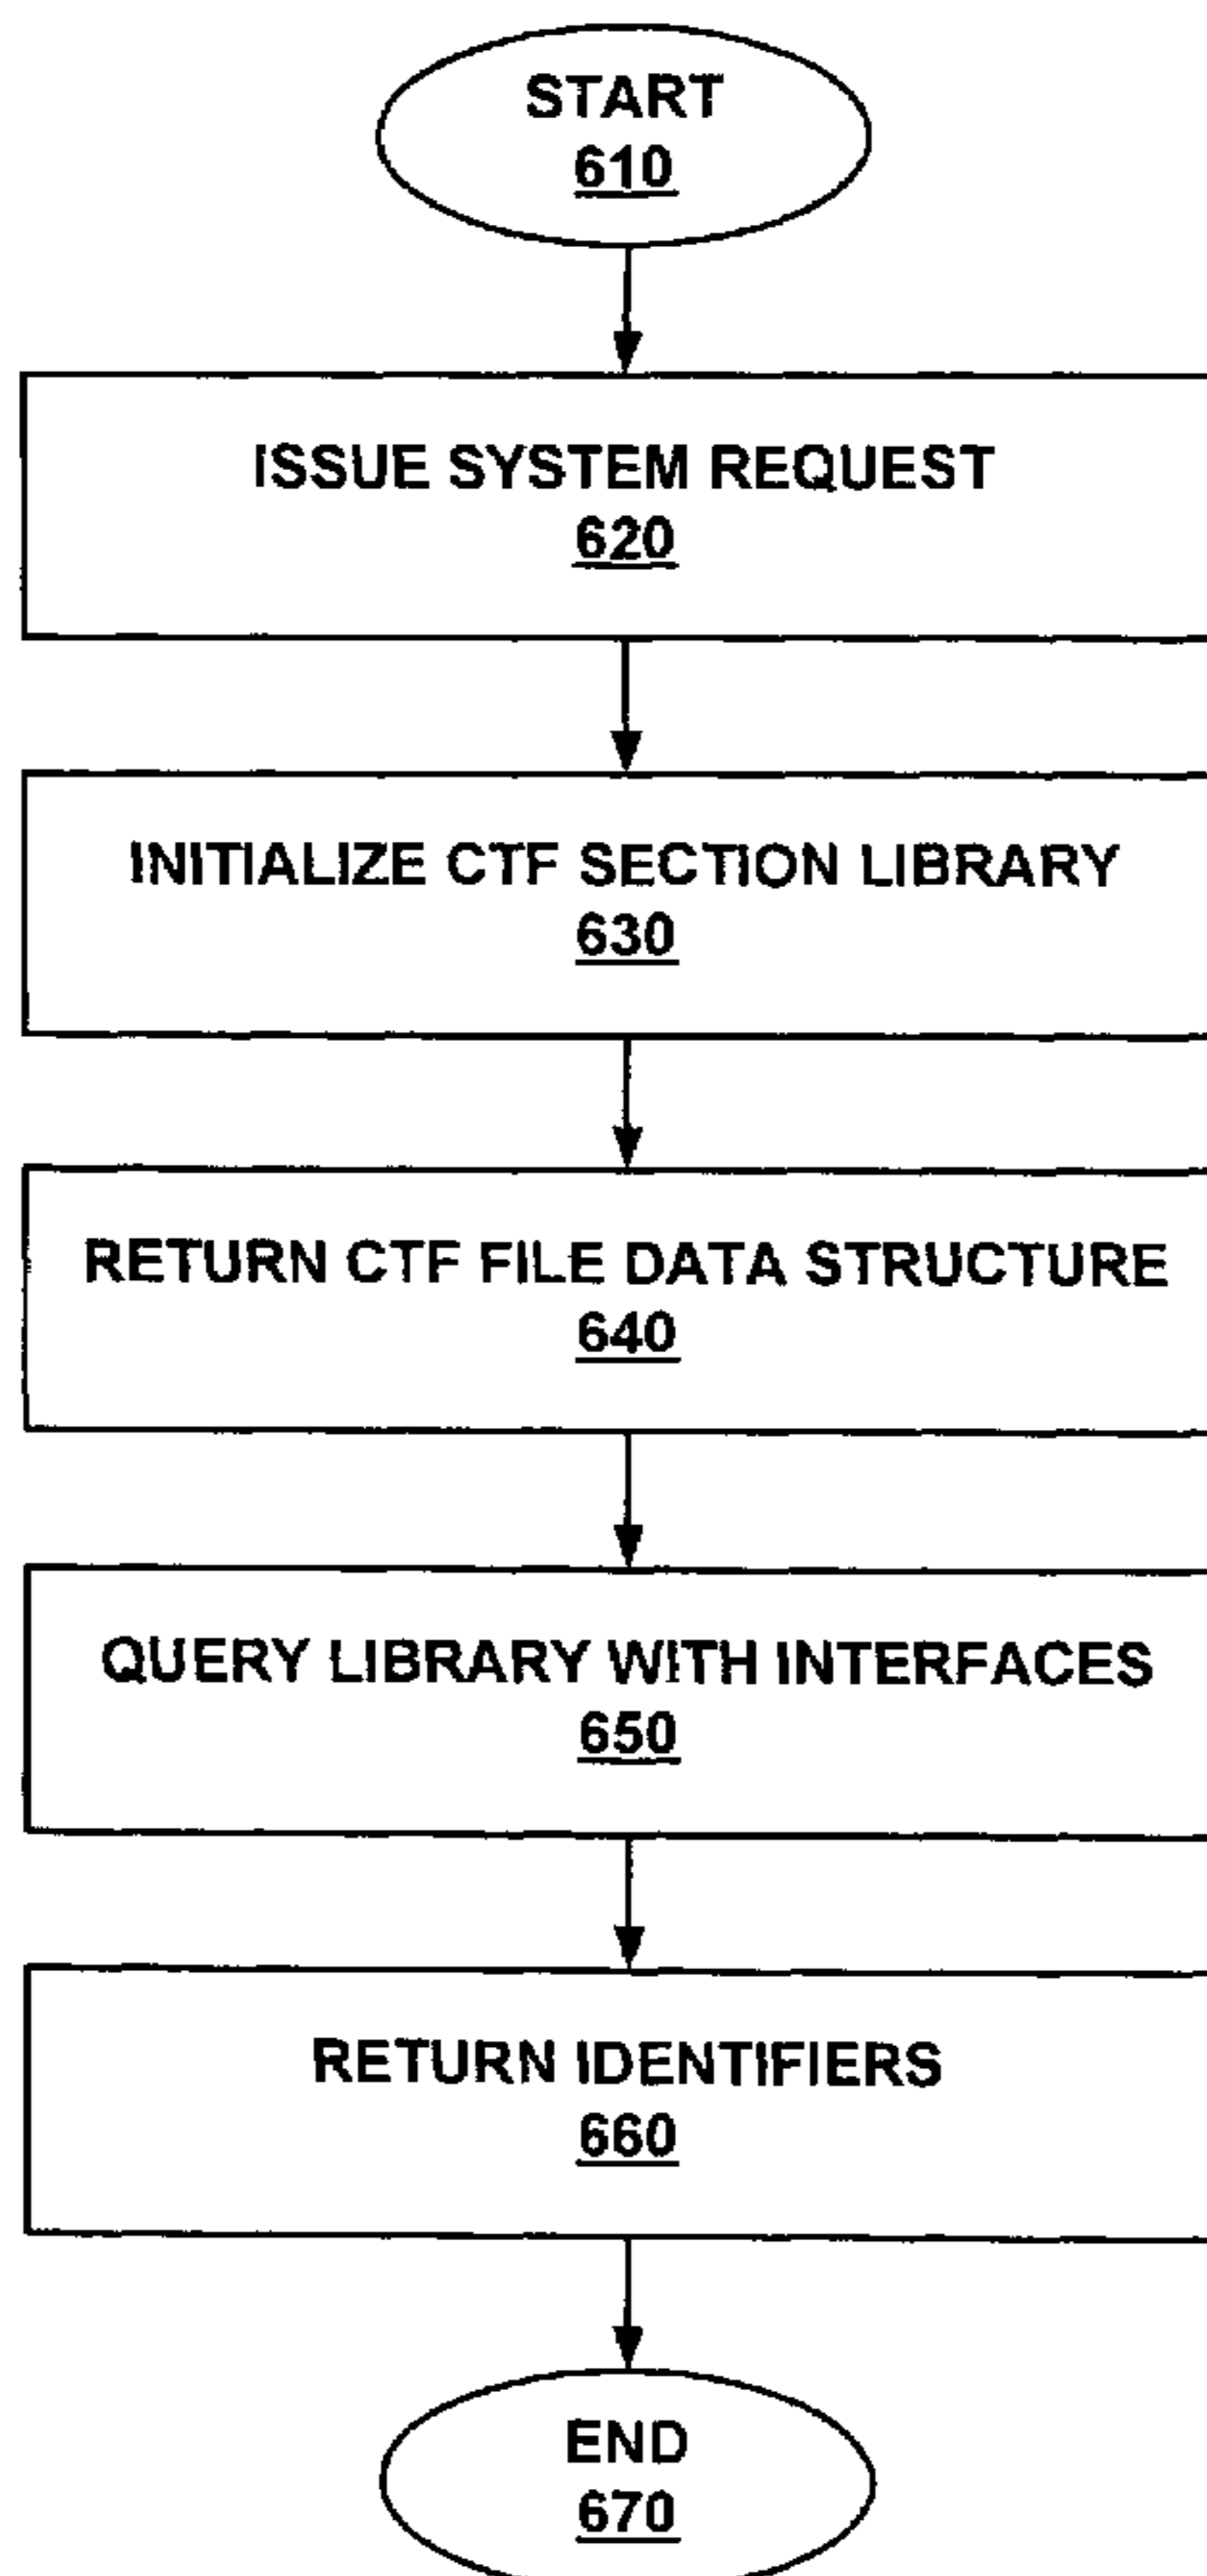 START
610
ISSUE SYSTEM REQUEST
620
INITIALIZE CTF SECTION LIBRARY
630
RETURN CTF FILE DATA STRUCTURE
640
QUERY LIBRARY WITH INTERFACES
650
RETURN IDENTIFIERS
660
END
670